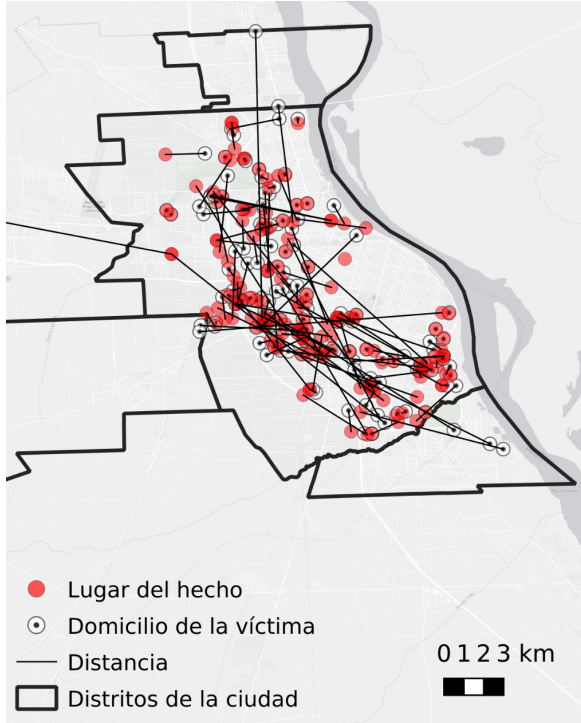 Lugar del hecho
Domicilio de la víctima
Distancia
Distritos de la ciudad
0 1 2 3 km